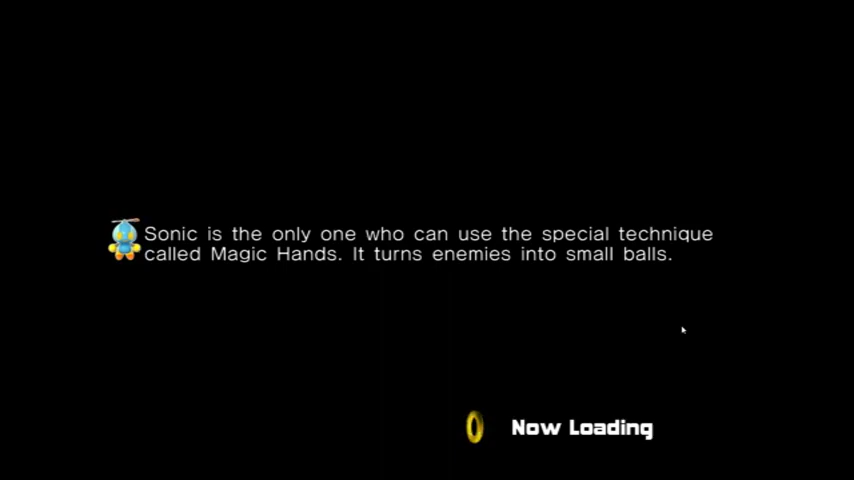 Sonic is the only one who can use the special technique
called Magic Hands. It turns enemies into small balls.
Now Loading